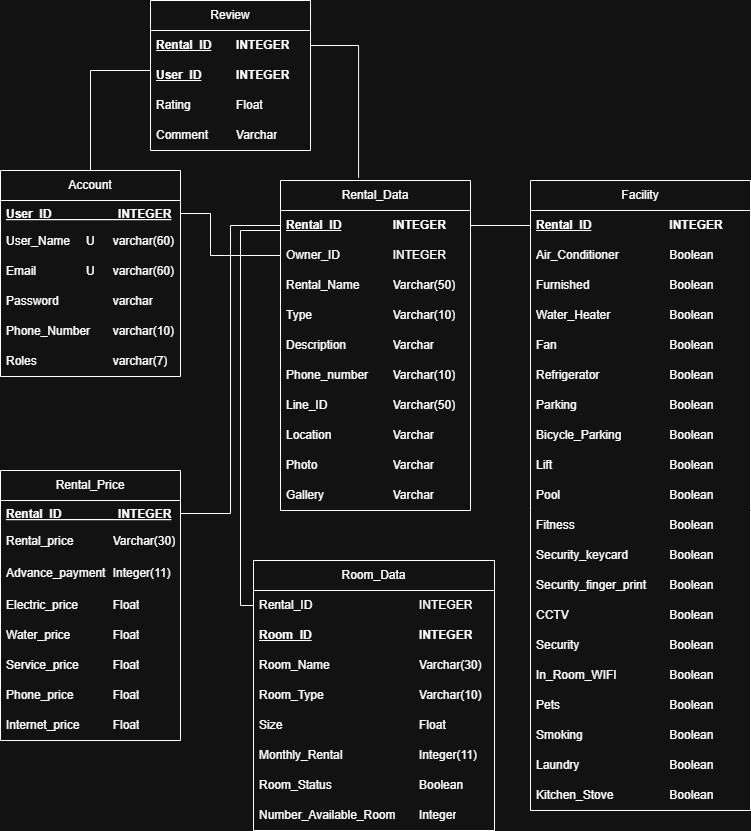 Review
Rental_ID INTEGER
User_ID INTEGER
Rating Float
Comment Varchar
Account
User_ID INTEGER
User_Name U varchar(60)
Email U varchar(60)
Password varchar
Phone_Number varchar(10)
Roles varchar(7)
Rental_Data
Rental_ID INTEGER
Owner_ID INTEGER
Rental_Name Varchar(50)
Type Varchar(10)
Description Varchar
Phone_number Varchar(10)
Line_ID Varchar(50)
Location Varchar
Photo Varchar
Gallery Varchar
Facility
Rental_ID INTEGER
Air_Conditioner Boolean
Furnished Boolean
Water_Heater Boolean
Fan Boolean
Refrigerator Boolean
Parking Boolean
Bicycle_Parking Boolean
Lift Boolean
Pool Boolean
Fitness Boolean
Security_keycard Boolean
Security_finger_print Boolean
CCTV Boolean
Security Boolean
In_Room_WIFI Boolean
Pets Boolean
Smoking Boolean
Laundry Boolean
Kitchen_Stove Boolean
Rental_Price
Rental_ID INTEGER
Rental_price Varchar(30)
Advance_payment Integer(11)
Electric_price Float
Water_price Float
Service_price Float
Phone_price Float
Internet_price Float
Room_Data
Rental_ID INTEGER
Room_ID INTEGER
Room_Name Varchar(30)
Room_Type Varchar(10)
Size Float
Monthly_Rental Integer(11)
Room_Status Boolean
Number_Available_Room Integer